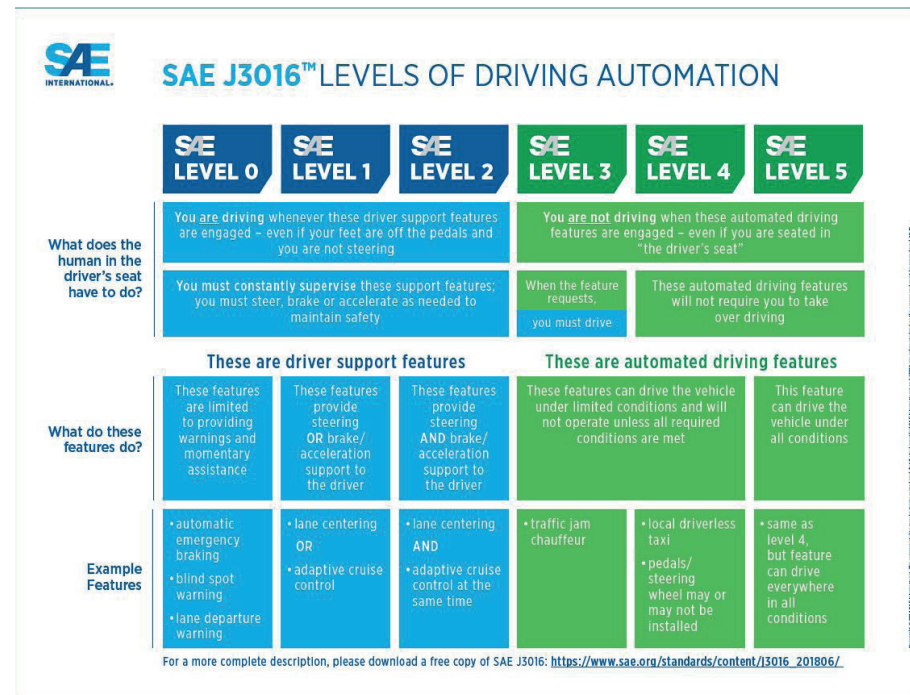 SAE
INTERNATIONAL®
SAE J3016™ LEVELS OF DRIVING AUTOMATION
SAE
LEVEL 0
SAE
LEVEL 1
SAE
LEVEL 2
SAE
LEVEL 3
SAE
LEVEL 4
SAE
LEVEL 5
What does the
human in the
driver's seat
have to do?
You are driving whenever these driver support features
are engaged – even if your feet are off the pedals and
you are not steering
You are not driving when these automated driving
features are engaged – even if you are seated in
“the driver's seat”
You must constantly supervise these support features;
you must steer, brake or accelerate as needed to
maintain safety
When the feature
requests,
you must drive
These automated driving features
will not require you to take
over driving
These are driver support features
These are automated driving features
What do these
features do?
These features
are limited
to providing
warnings and
momentary
assistance
These features
provide
steering
OR brake/
acceleration
support to
the driver
These features
provide
steering
AND brake/
acceleration
support to
the driver
These features can drive the vehicle
under limited conditions and will
not operate unless all required
conditions are met
This feature
can drive the
vehicle under
all conditions
Example
Features
• automatic
emergency
braking
• blind spot
warning
• lane departure
warning
• lane centering
OR
• adaptive cruise
control
• lane centering
AND
• adaptive cruise
control at the
same time
• traffic jam
chauffeur
• local driverless
taxi
• pedals/
steering
wheel may or
may not be
installed
• same as
level 4,
but feature
can drive
everywhere
in all
conditions
For a more complete description, please download a free copy of SAE J3016: https://www.sae.org/standards/content/J3016_201806/